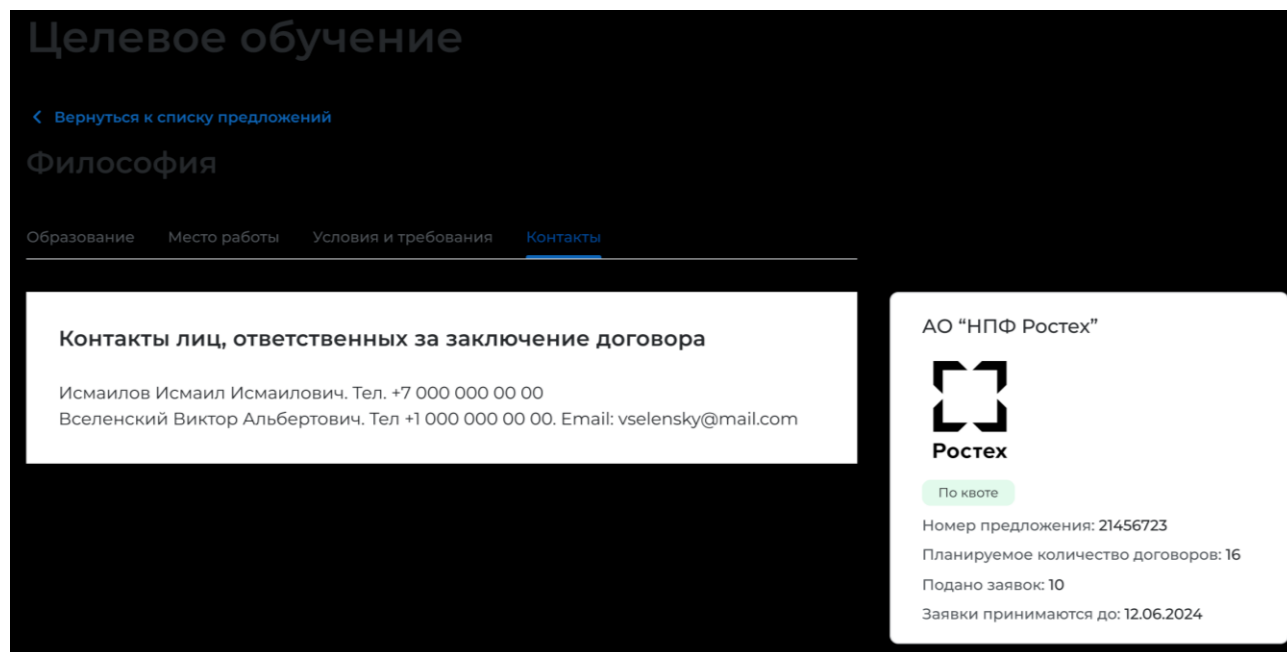 Целевое обучение
Вернуться к списку предложений
Философия
Образование Место работы Условия и требования Контакты
Контакты лиц, ответственных за заключение договора
Исмаилов Исмаил Исмаилович. Тел. +7 000 000 00 00
Вселенский Виктор Альбертович. Тел +1 000 000 00 00. Email: vselensky@mail.com
АО “НПФ Ростех”
Ростех
По квоте
Номер предложения: 21456723
Планируемое количество договоров: 16
Подано заявок: 10
Заявки принимаются до: 12.06.2024